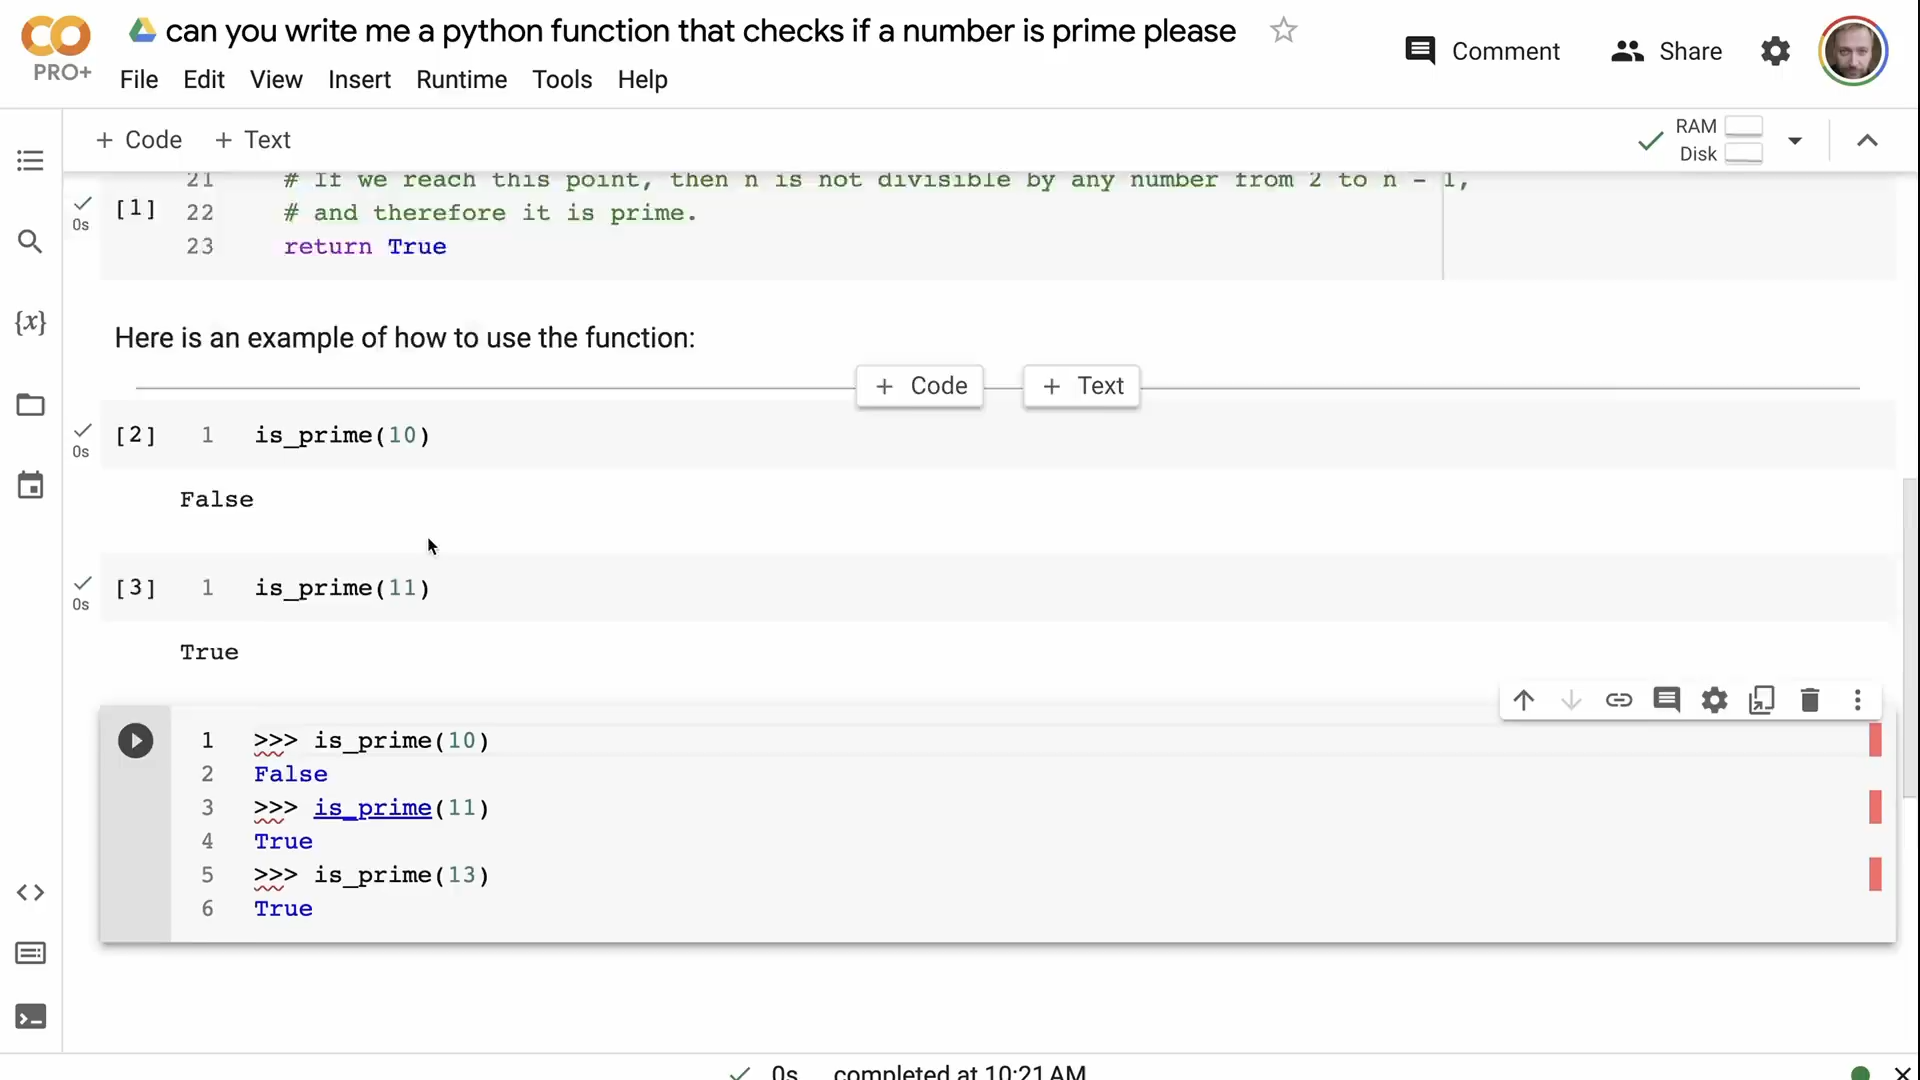 CO
PRO+
can you write me a python function that checks if a number is prime please
Comment
Share
File Edit View Insert Runtime Tools Help
+ Code + Text
RAM
Disk
0s
[1]
21 # If we reach this point, then n is not divisible by any number from 2 to n - 1,
22 # and therefore it is prime.
23 return True
{x}
Here is an example of how to use the function:
+ Code + Text
0s
[2] 1 is_prime(10)
False
0s
[3] 1 is_prime(11)
True
1 >>> is_prime(10)
2 False
3 >>> is_prime(11)
4 True
5 >>> is_prime(13)
6 True
0s completed at 10:21 AM